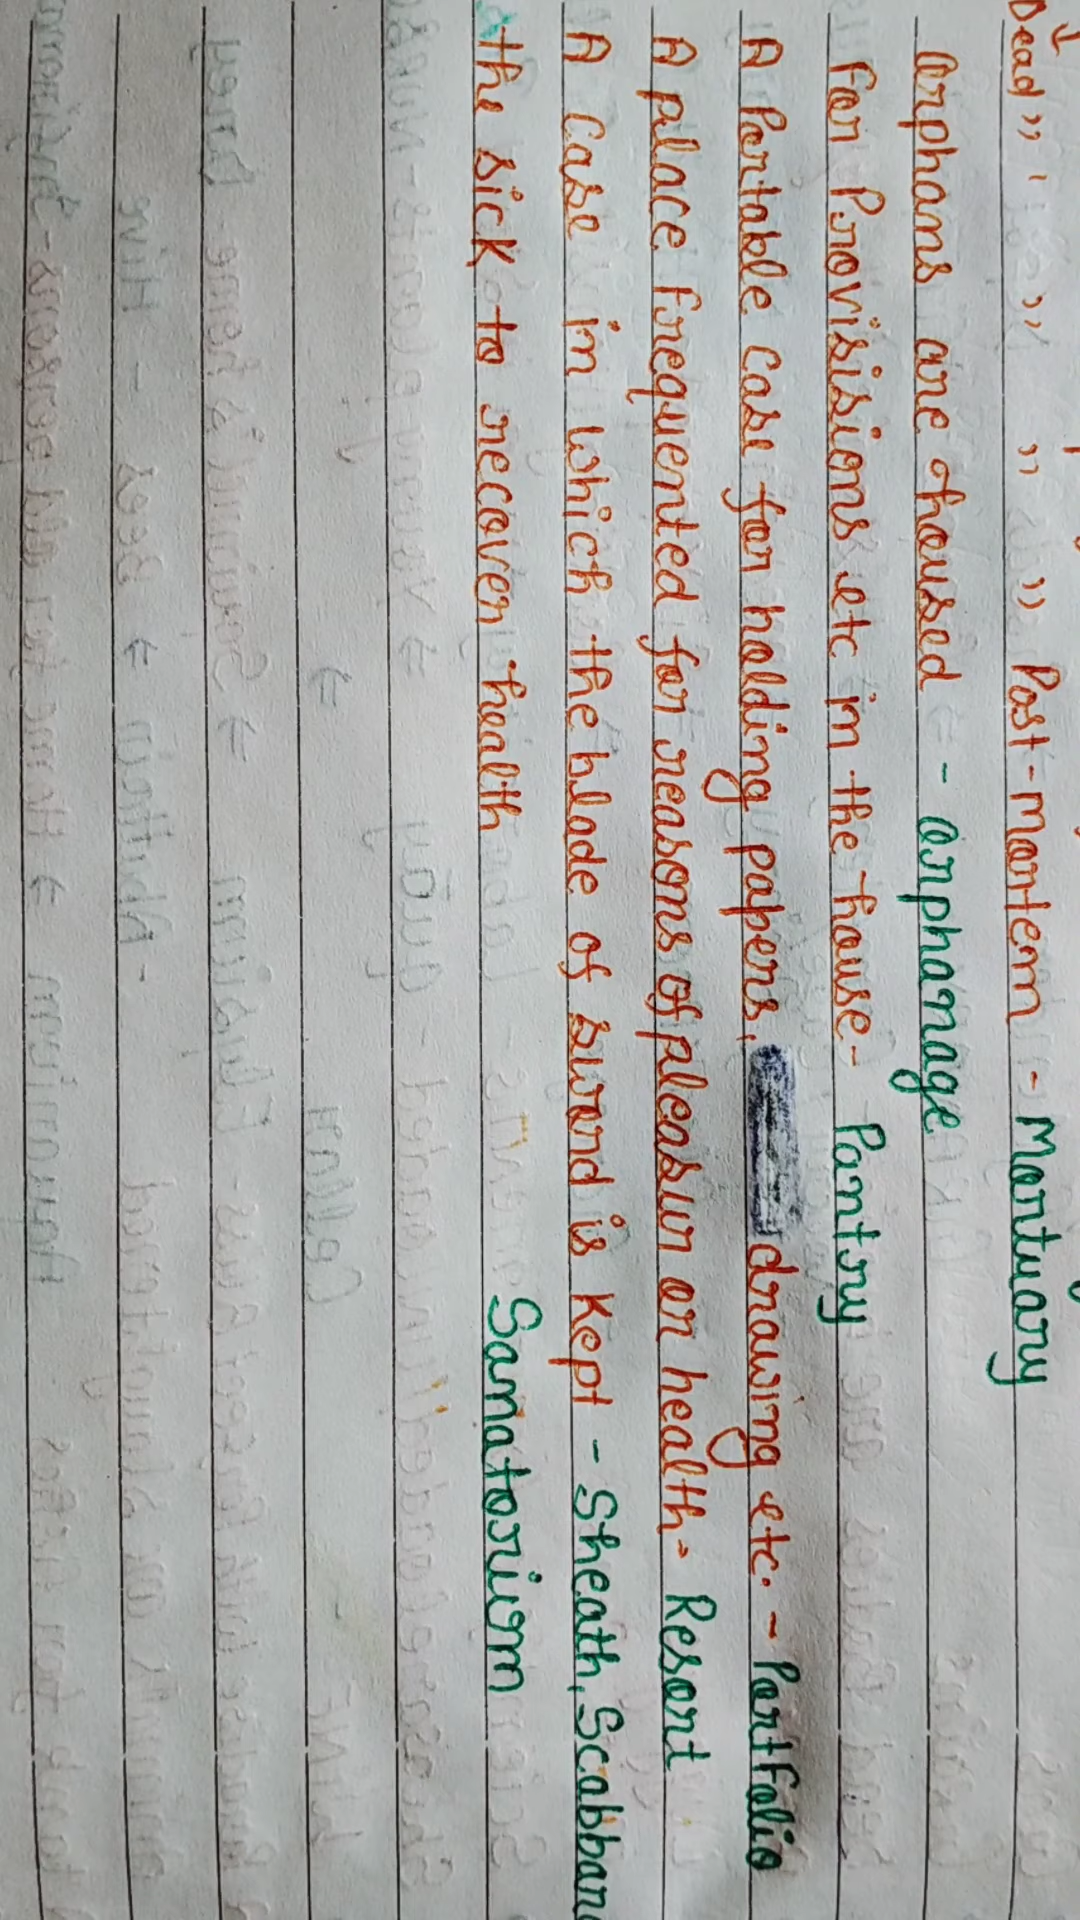 Dead " " " Post-mortem - Mortuary
Orphans are housed - Orphanage
For Provisisions etc in the house - Pantry
A Portable case for holding papers, drawing etc. - Portfolio
A place frequented for reasons of pleasur or health - Resort
A case in which the blade of sword is kept - Sheath, Scabbar
the sick to recover health Sanatorium